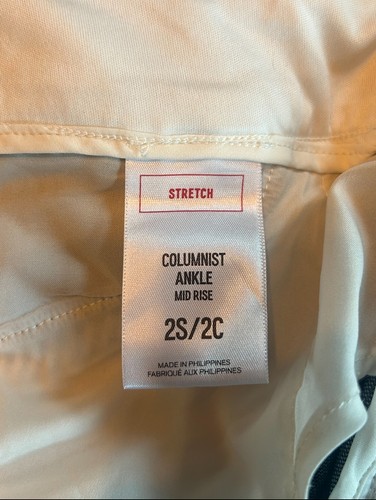 STRETCH
COLUMNIST
ANKLE
MID RISE
2S/2C
MADE IN PHILIPPINES
FABRIQUÉ AUX PHILIPPINES